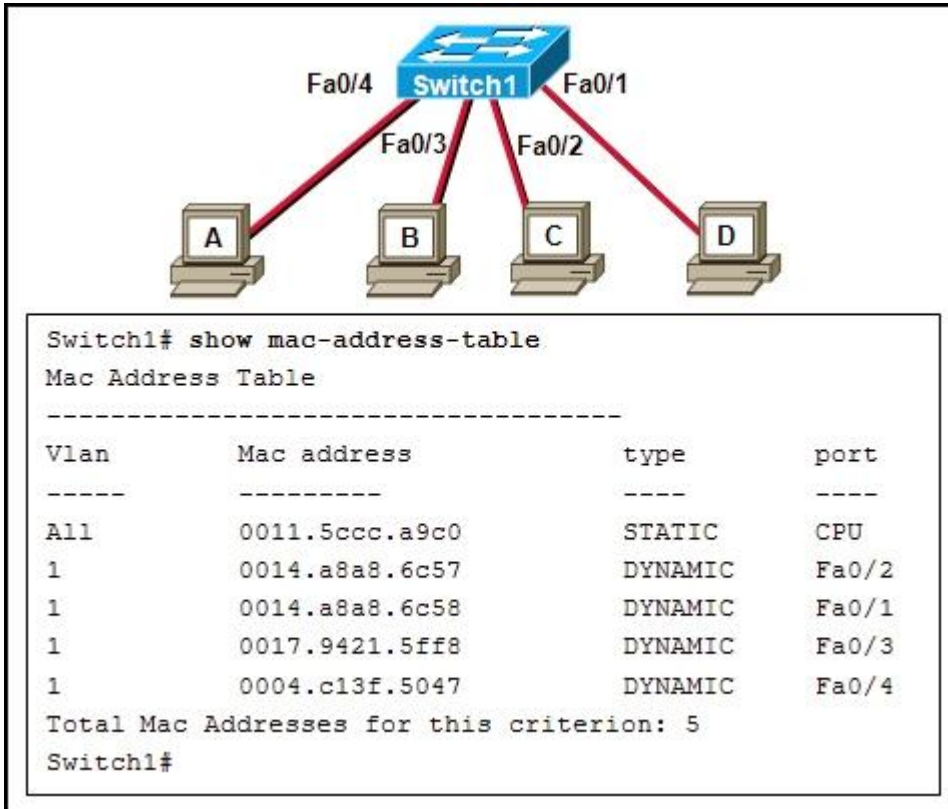 Fa0/4 Switch1 Fa0/1
Fa0/3 Fa0/2
A B C D
Switch1# show mac-address-table
Mac Address Table
-------------------------------------
Vlan Mac address type port
----- --------- ---- ----
All 0011.5ccc.a9c0 STATIC CPU
1 0014.a8a8.6c57 DYNAMIC Fa0/2
1 0014.a8a8.6c58 DYNAMIC Fa0/1
1 0017.9421.5ff8 DYNAMIC Fa0/3
1 0004.c13f.5047 DYNAMIC Fa0/4
Total Mac Addresses for this criterion: 5
Switch1#